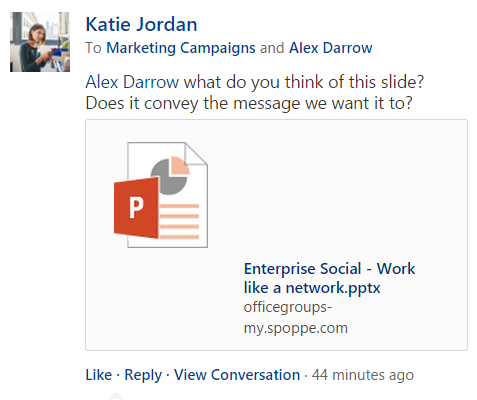 Katie Jordan
To Marketing Campaigns and Alex Darrow
Alex Darrow what do you think of this slide?
Does it convey the message we want it to?
P
Enterprise Social - Work
like a network.pptx
officegroups-
my.spoppe.com
Like · Reply · View Conversation · 44 minutes ago